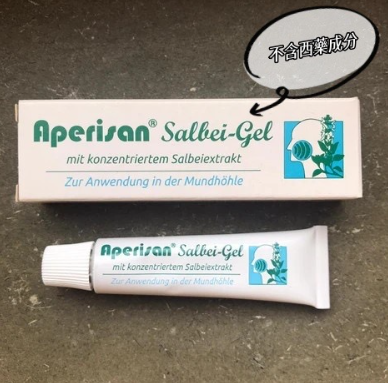 不含西藥成分
Aperisan® Salbei-Gel
mit konzentriertem Salbeiextrakt
Zur Anwendung in der Mundhöhle
Aperisan® Salbei-Gel
mit konzentriertem Salbeiextrakt
Zur Anwendung in der Mundhöhle